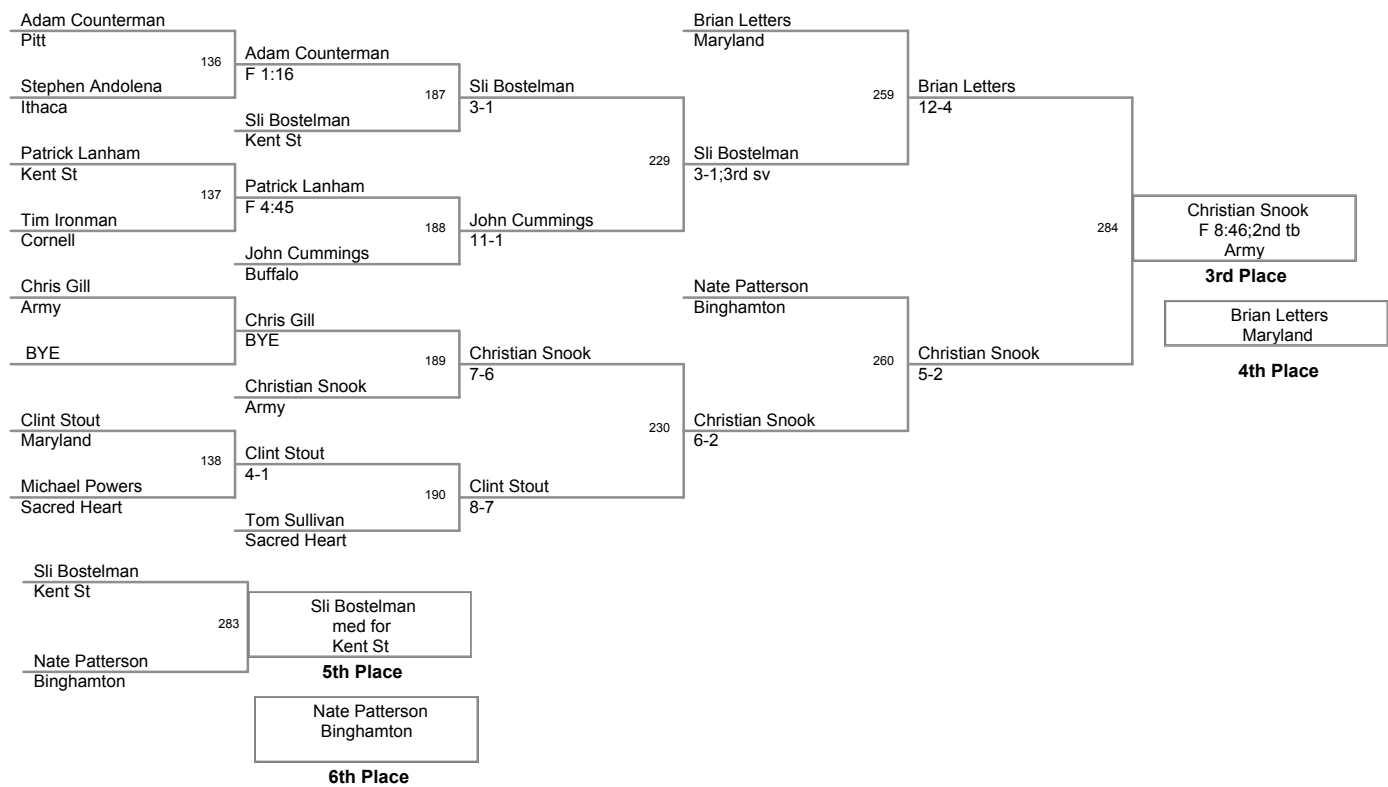 Adam Counterman
Pitt
136
Stephen Andolena
Ithaca
Patrick Lanham
Kent St
137
Tim Ironman
Cornell
Chris Gill
Army
BYE
Clint Stout
Maryland
138
Michael Powers
Sacred Heart
Adam Counterman
F 1:16
187
Sli Bostelman
Kent St
Patrick Lanham
F 4:45
188
John Cummings
Buffalo
Chris Gill
BYE
189
Christian Snook
Army
Clint Stout
4-1
190
Tom Sullivan
Sacred Heart
Sli Bostelman
3-1
229
John Cummings
11-1
Christian Snook
7-6
230
Clint Stout
8-7
Brian Letters
Maryland
259
Sli Bostelman
3-1;3rd sv
Nate Patterson
Binghamton
260
Christian Snook
6-2
Brian Letters
12-4
284
Christian Snook
5-2
Christian Snook
F 8:46;2nd tb
Army
3rd Place
Brian Letters
Maryland
4th Place
Sli Bostelman
Kent St
283
Nate Patterson
Binghamton
Sli Bostelman
med for
Kent St
5th Place
Nate Patterson
Binghamton
6th Place